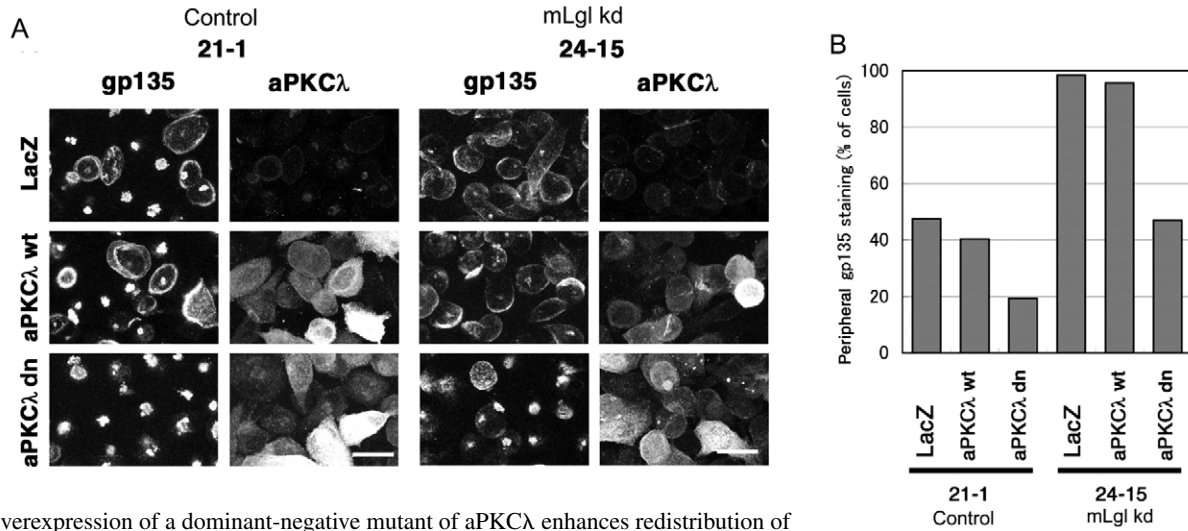 A
Control
mLgl kd
21-1
24-15
gp135
aPKCλ
gp135
aPKCλ
LacZ
aPKCλ wt
aPKCλ dn
B
Peripheral gp135 staining (% of cells)
100
80
60
40
20
0
LacZ
aPKCλ wt
aPKCλ dn
LacZ
aPKCλ wt
aPKCλ dn
21-1
Control
24-15
mLgl kd
verexpression of a dominant-negative mutant of aPKCλ enhances redistribution of